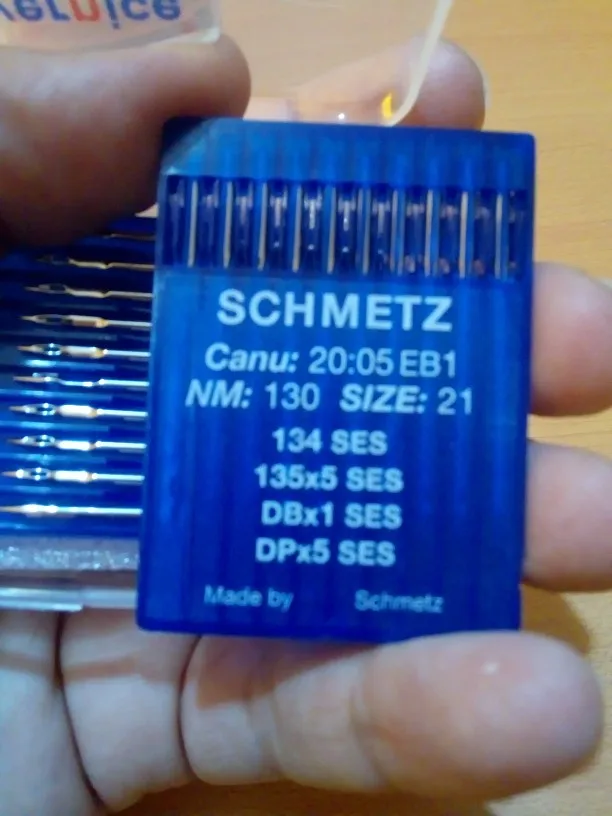 SCHMETZ
Canu: 20:05 EB1
NM: 130 SIZE: 21
134 SES
135x5 SES
DBx1 SES
DPx5 SES
Made by Schmetz